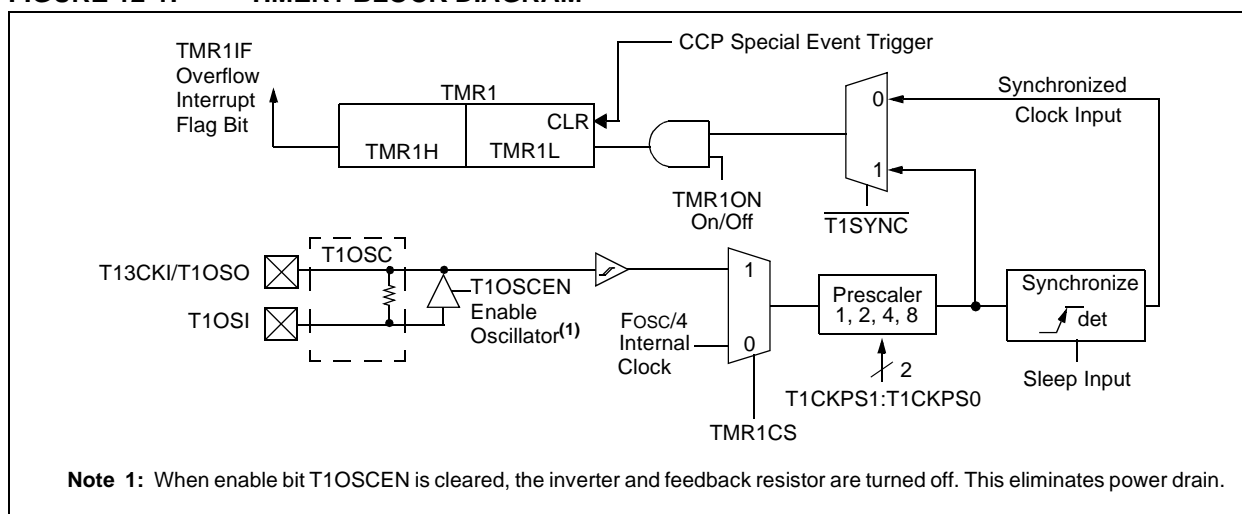 CCP Special Event Trigger
TMR1IF
Overflow
Interrupt
Flag Bit
TMR1
CLR
TMR1H
TMR1L
TMR1ON
On/Off
0
1
T1SYNC
Synchronized
Clock Input
T13CKI/T1OSO
T1OSI
T1OSC
T1OSCEN
Enable
Oscillator(1)
FOSC/4
Internal
Clock
1
0
TMR1CS
Prescaler
1, 2, 4, 8
2
T1CKPS1:T1CKPS0
Synchronize
det
Sleep Input
Note 1: When enable bit T1OSCEN is cleared, the inverter and feedback resistor are turned off. This eliminates power drain.